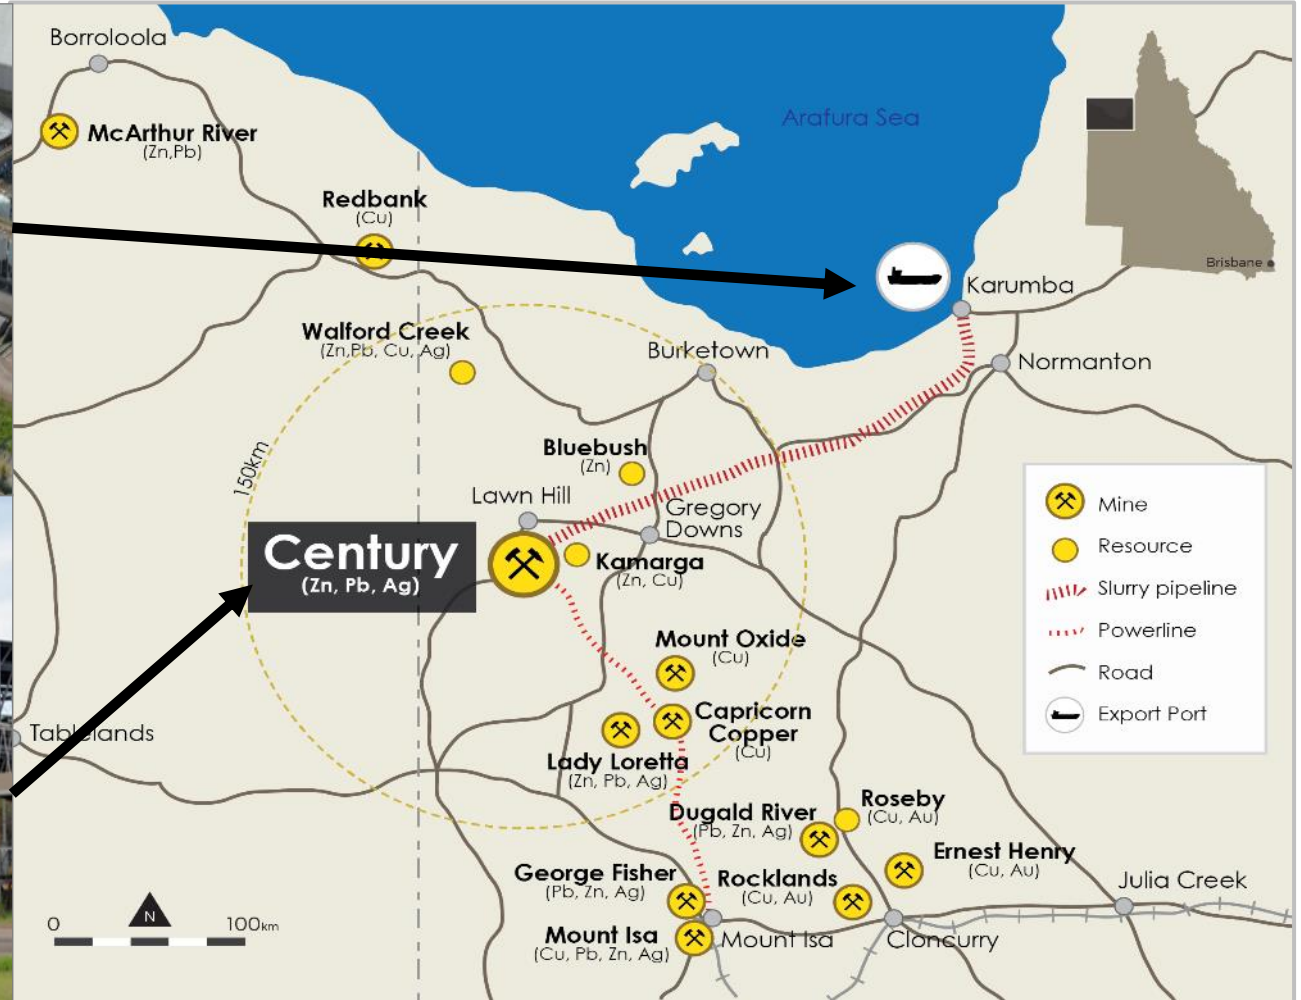 Borroloola
McArthur River
(Zn,Pb)
Arafura Sea
Redbank
(Cu)
Brisbane
Karumba
Walford Creek
(Zn,Pb, Cu, Ag)
Burketown
Normanton
150km
Bluebush
(Zn)
Lawn Hill
Gregory
Downs
Century
(Zn, Pb, Ag)
Kamarga
(Zn, Cu)
Mine
Resource
Slurry pipeline
Powerline
Road
Export Port
Mount Oxide
(Cu)
Capricorn
Copper
(Cu)
Tablelands
Lady Loretta
(Zn, Pb, Ag)
Dugald River
(Pb, Zn, Ag)
Roseby
(Cu, Au)
Ernest Henry
(Cu, Au)
George Fisher
(Pb, Zn, Ag)
Rocklands
(Cu, Au)
Julia Creek
N
0 100km
Mount Isa
(Cu, Pb, Zn, Ag)
Mount Isa
Cloncurry